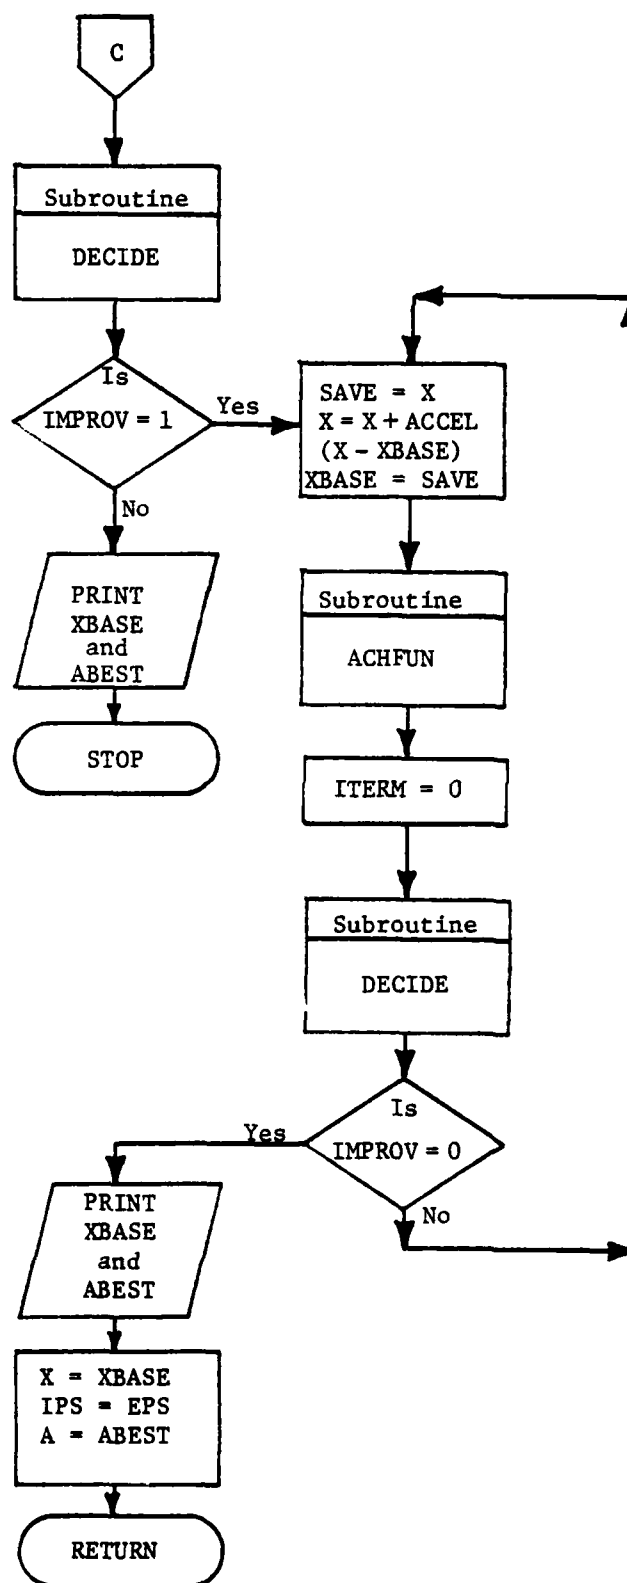 C
Subroutine
DECIDE
Is
IMPROV = 1
Yes
No
PRINT
XBASE
and
ABEST
STOP
SAVE = X
X = X + ACCEL
(X - XBASE)
XBASE = SAVE
Subroutine
ACHFUN
ITERM = 0
Subroutine
DECIDE
Is
IMPROV = 0
Yes
No
PRINT
XBASE
and
ABEST
X = XBASE
IPS = EPS
A = ABEST
RETURN